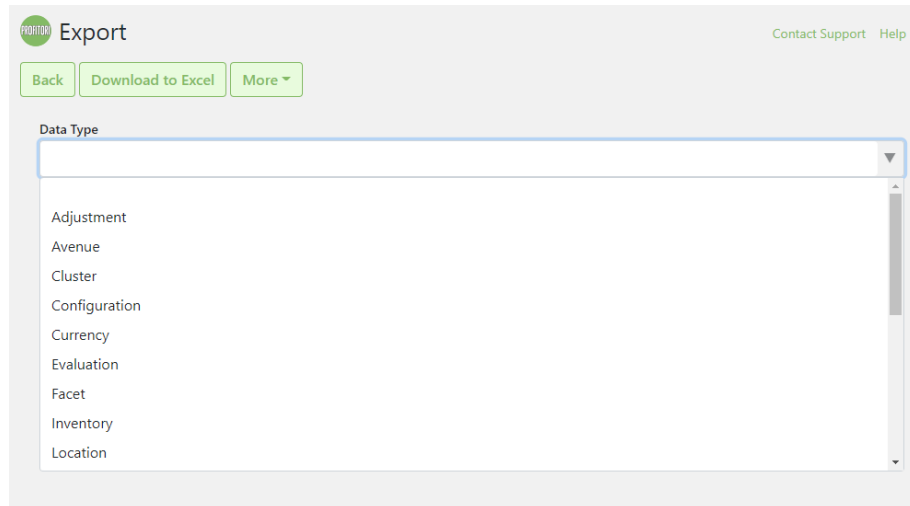 PROFITORI
Export
Contact Support Help
Back Download to Excel More
Data Type
Adjustment
Avenue
Cluster
Configuration
Currency
Evaluation
Facet
Inventory
Location